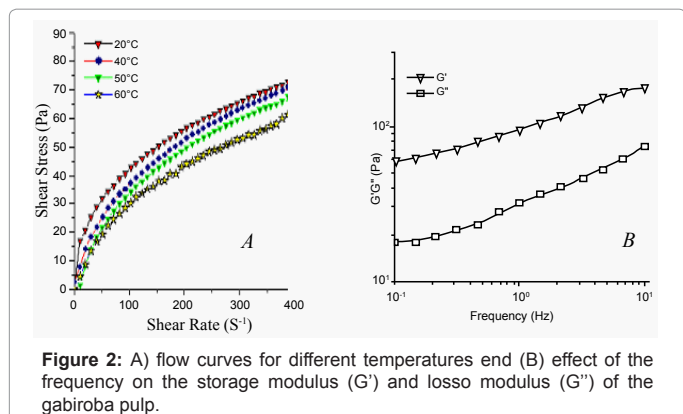 90
80
70
60
50
40
30
20
10
0
Shear Stress (Pa)
20°C
40°C
50°C
60°C
A
0 100 200 300 400
Shear Rate (S-1)
G'G" (Pa)
10²
10¹
G'
G"
B
10-1 10⁰ 10¹
Frequency (Hz)
Figure 2: A) flow curves for different temperatures end (B) effect of the
frequency on the storage modulus (G') and losso modulus (G'') of the
gabiroba pulp.